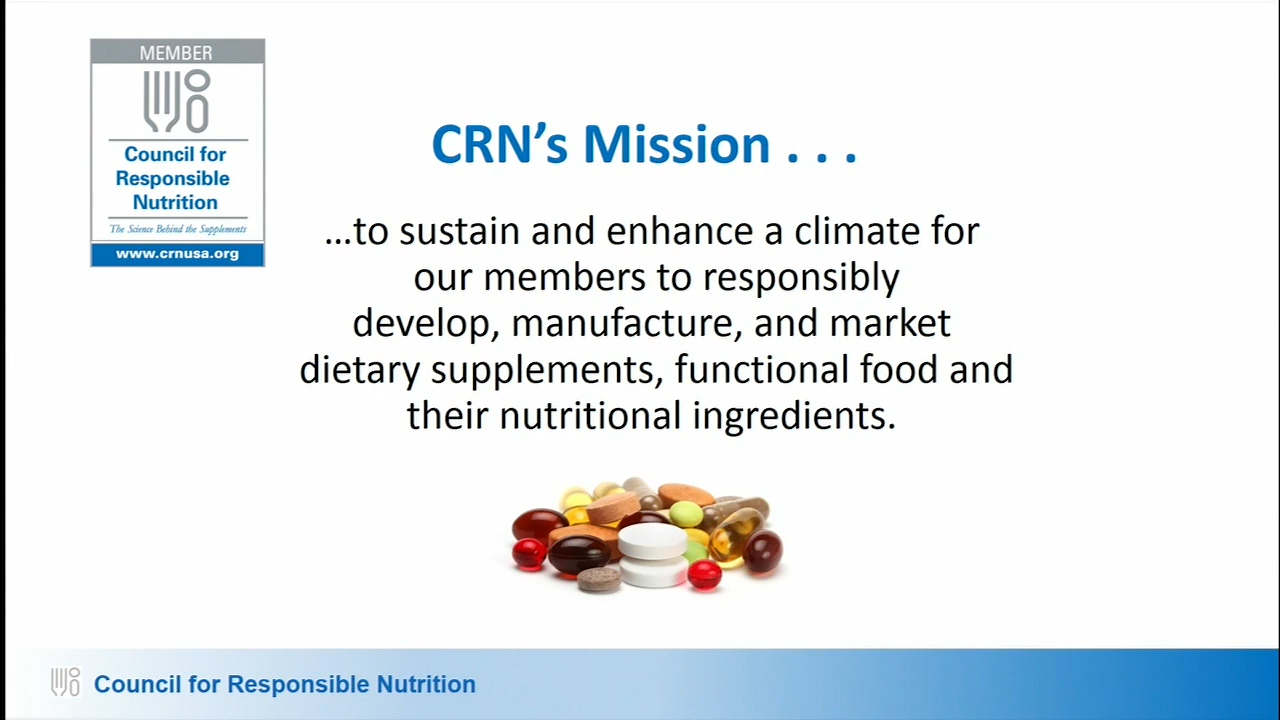 MEMBER
Council for
Responsible
Nutrition
The Science Behind the Supplements
www.crnusa.org
CRN’s Mission . . .
…to sustain and enhance a climate for
our members to responsibly
develop, manufacture, and market
dietary supplements, functional food and
their nutritional ingredients.
Council for Responsible Nutrition